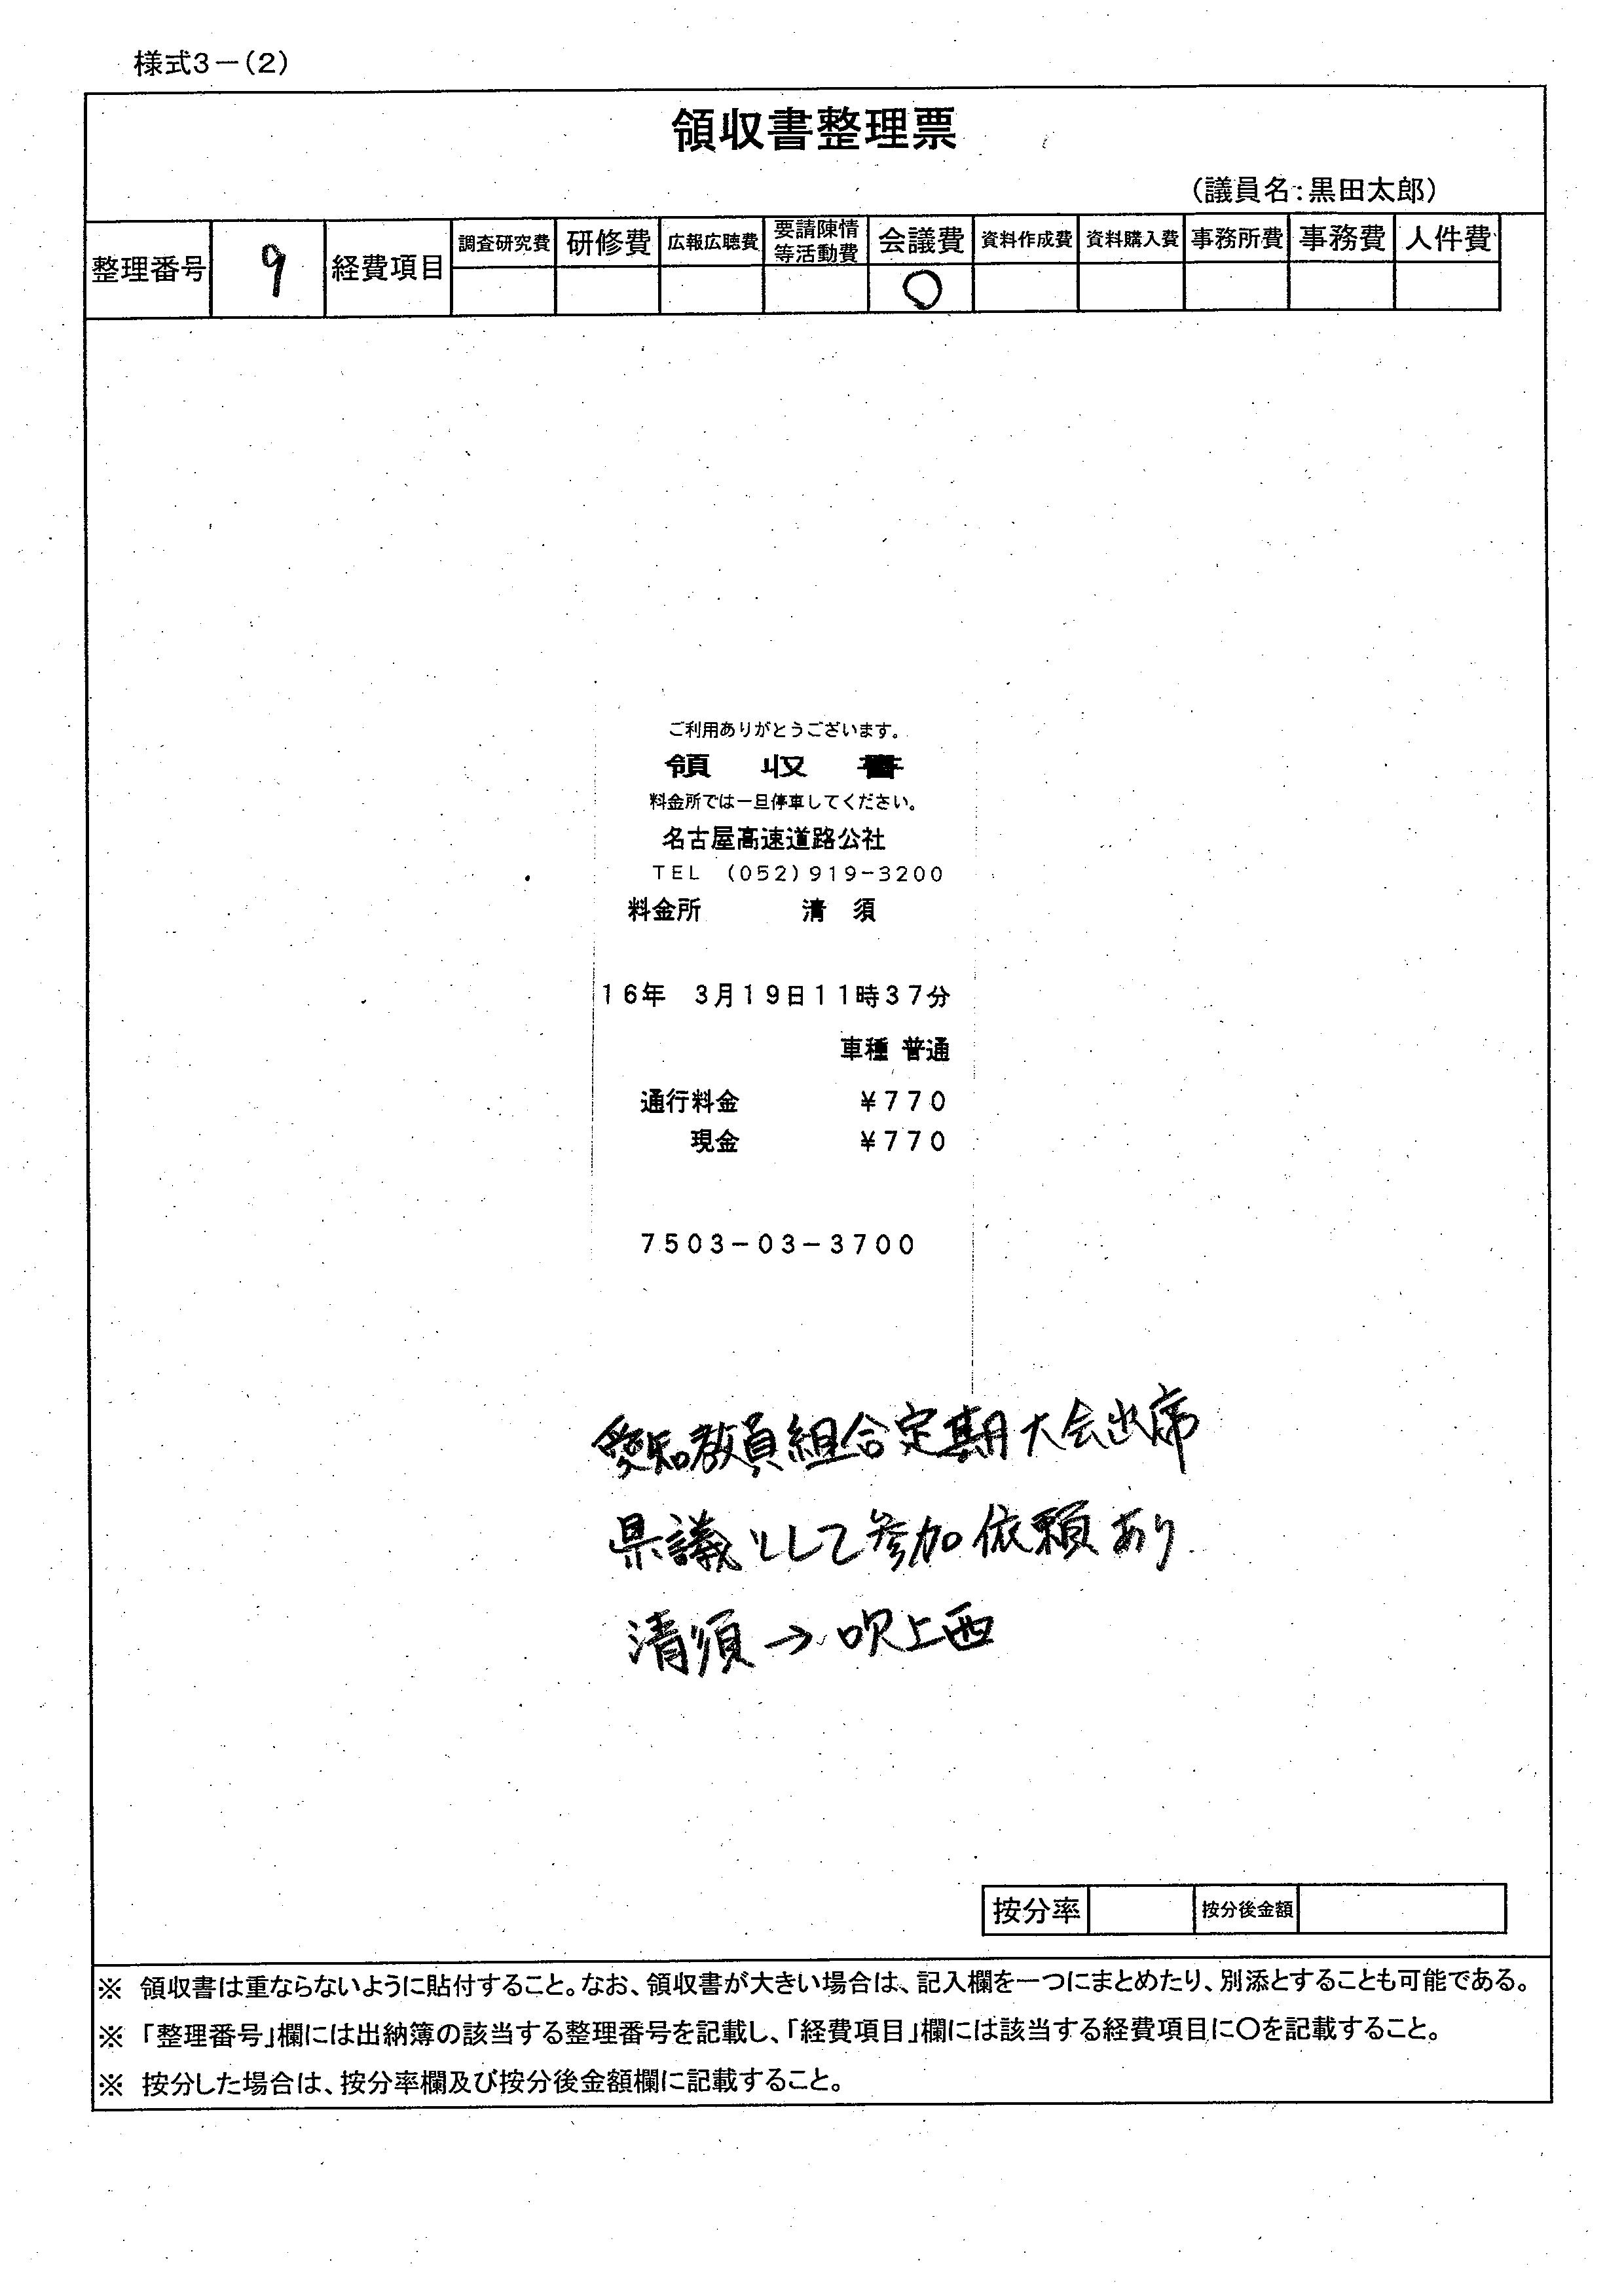 様式3－(2)
領収書整理票
(議員名：黒田太郎)
整理番号 9 経費項目 調査研究費 研修費 広報広聴費 要請陳情等活動費 会議費 資料作成費 資料購入費 事務所費 事務費 人件費
○
ご利用ありがとうございます。
領 収 書
料金所では一旦停車してください。
名古屋高速道路公社
TEL (052)919-3200
料金所 清 須
16年 3月19日11時37分
車種 普通
通行料金 ¥770
現金 ¥770
7503-03-3700
愛知教員組合定期大会出席
県議として参加依頼あり
清須→吹上西
按分率 按分後金額
※ 領収書は重ならないように貼付すること。なお、領収書が大きい場合は、記入欄を一つにまとめたり、別添とすることも可能である。
※ 「整理番号」欄には出納簿の該当する整理番号を記載し、「経費項目」欄には該当する経費項目に○を記載すること。
※ 按分した場合は、按分率欄及び按分後金額欄に記載すること。